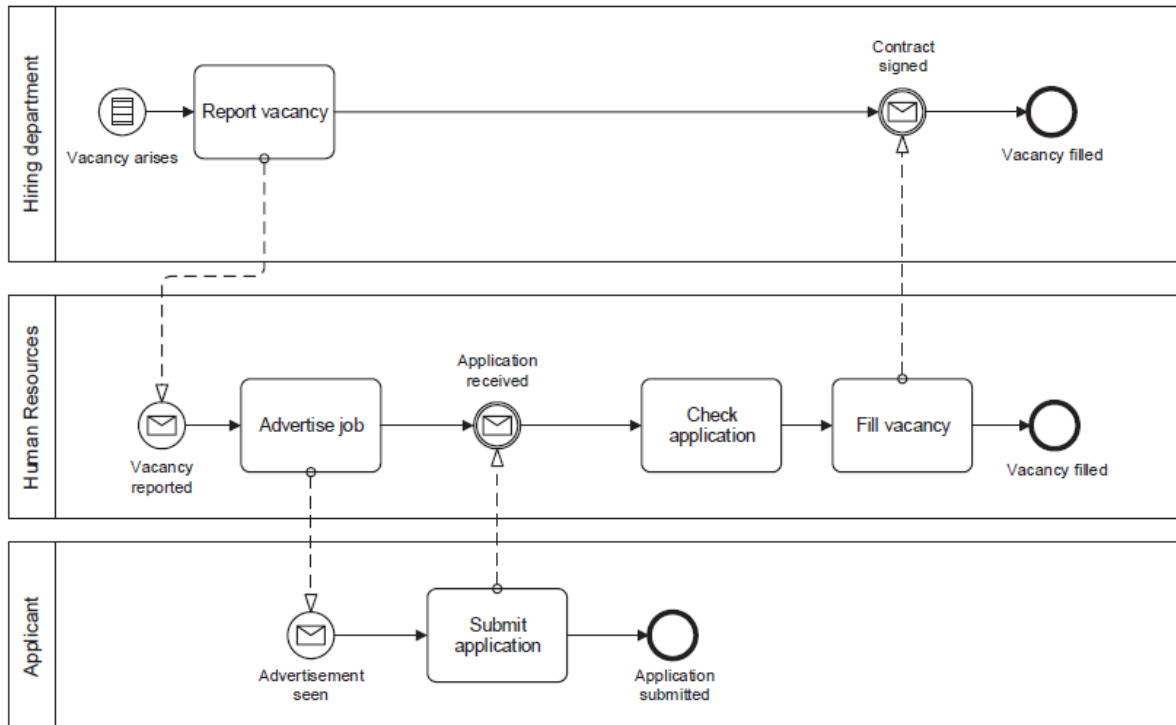 Hiring department
Contract
signed
Report vacancy
Vacancy arises
Vacancy filled
Human Resources
Application
received
Advertise job
Check
application
Fill vacancy
Vacancy
reported
Vacancy filled
Applicant
Submit
application
Advertisement
seen
Application
submitted